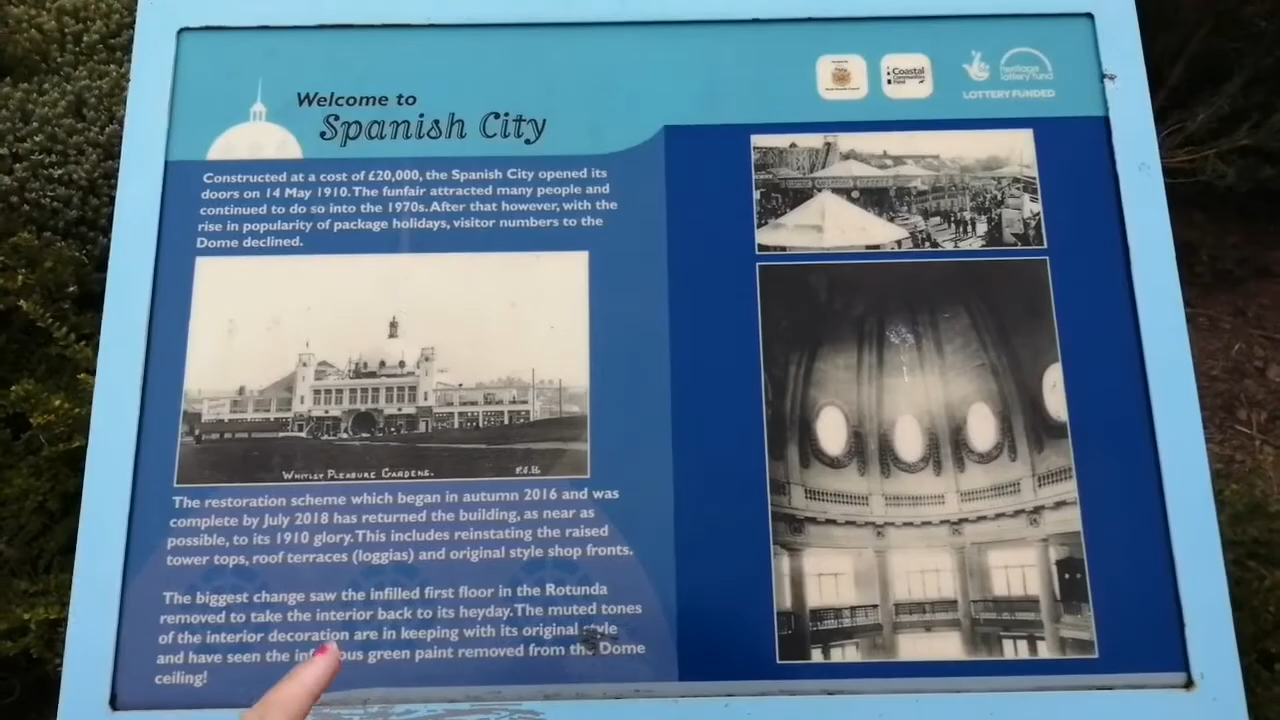 Welcome to
Spanish City
Coastal
Communities
Fund
heritage
lottery fund
LOTTERY FUNDED
Constructed at a cost of £20,000, the Spanish City opened its
doors on 14 May 1910. The funfair attracted many people and
continued to do so into the 1970s. After that however, with the
rise in popularity of package holidays, visitor numbers to the
Dome declined.
WHITLEY PLEASURE GARDENS.
The restoration scheme which began in autumn 2016 and was
complete by July 2018 has returned the building, as near as
possible, to its 1910 glory. This includes reinstating the raised
tower tops, roof terraces (loggias) and original style shop fronts.
The biggest change saw the infilled first floor in the Rotunda
removed to take the interior back to its heyday. The muted tones
of the interior decoration are in keeping with its original style
and have seen the infamous green paint removed from the Dome
ceiling!